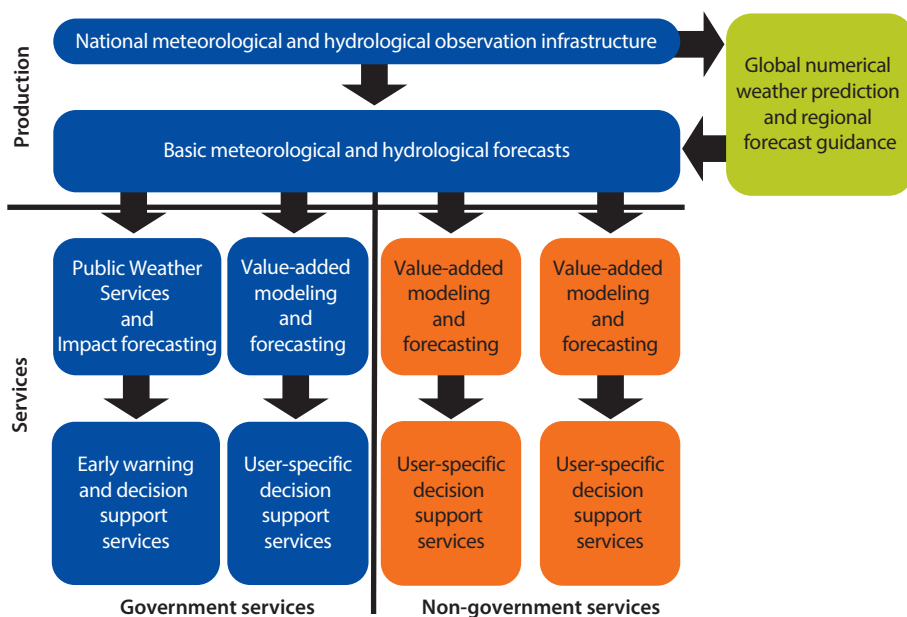 Production
National meteorological and hydrological observation infrastructure
Global numerical
weather prediction
and regional
forecast guidance
Basic meteorological and hydrological forecasts
Services
Public Weather
Services
and
Impact forecasting
Value-added
modeling
and
forecasting
Value-added
modeling
and
forecasting
Value-added
modeling
and
forecasting
Early warning
and decision
support
services
User-specific
decision
support
services
User-specific
decision
support
services
User-specific
decision
support
services
Government services
Non-government services